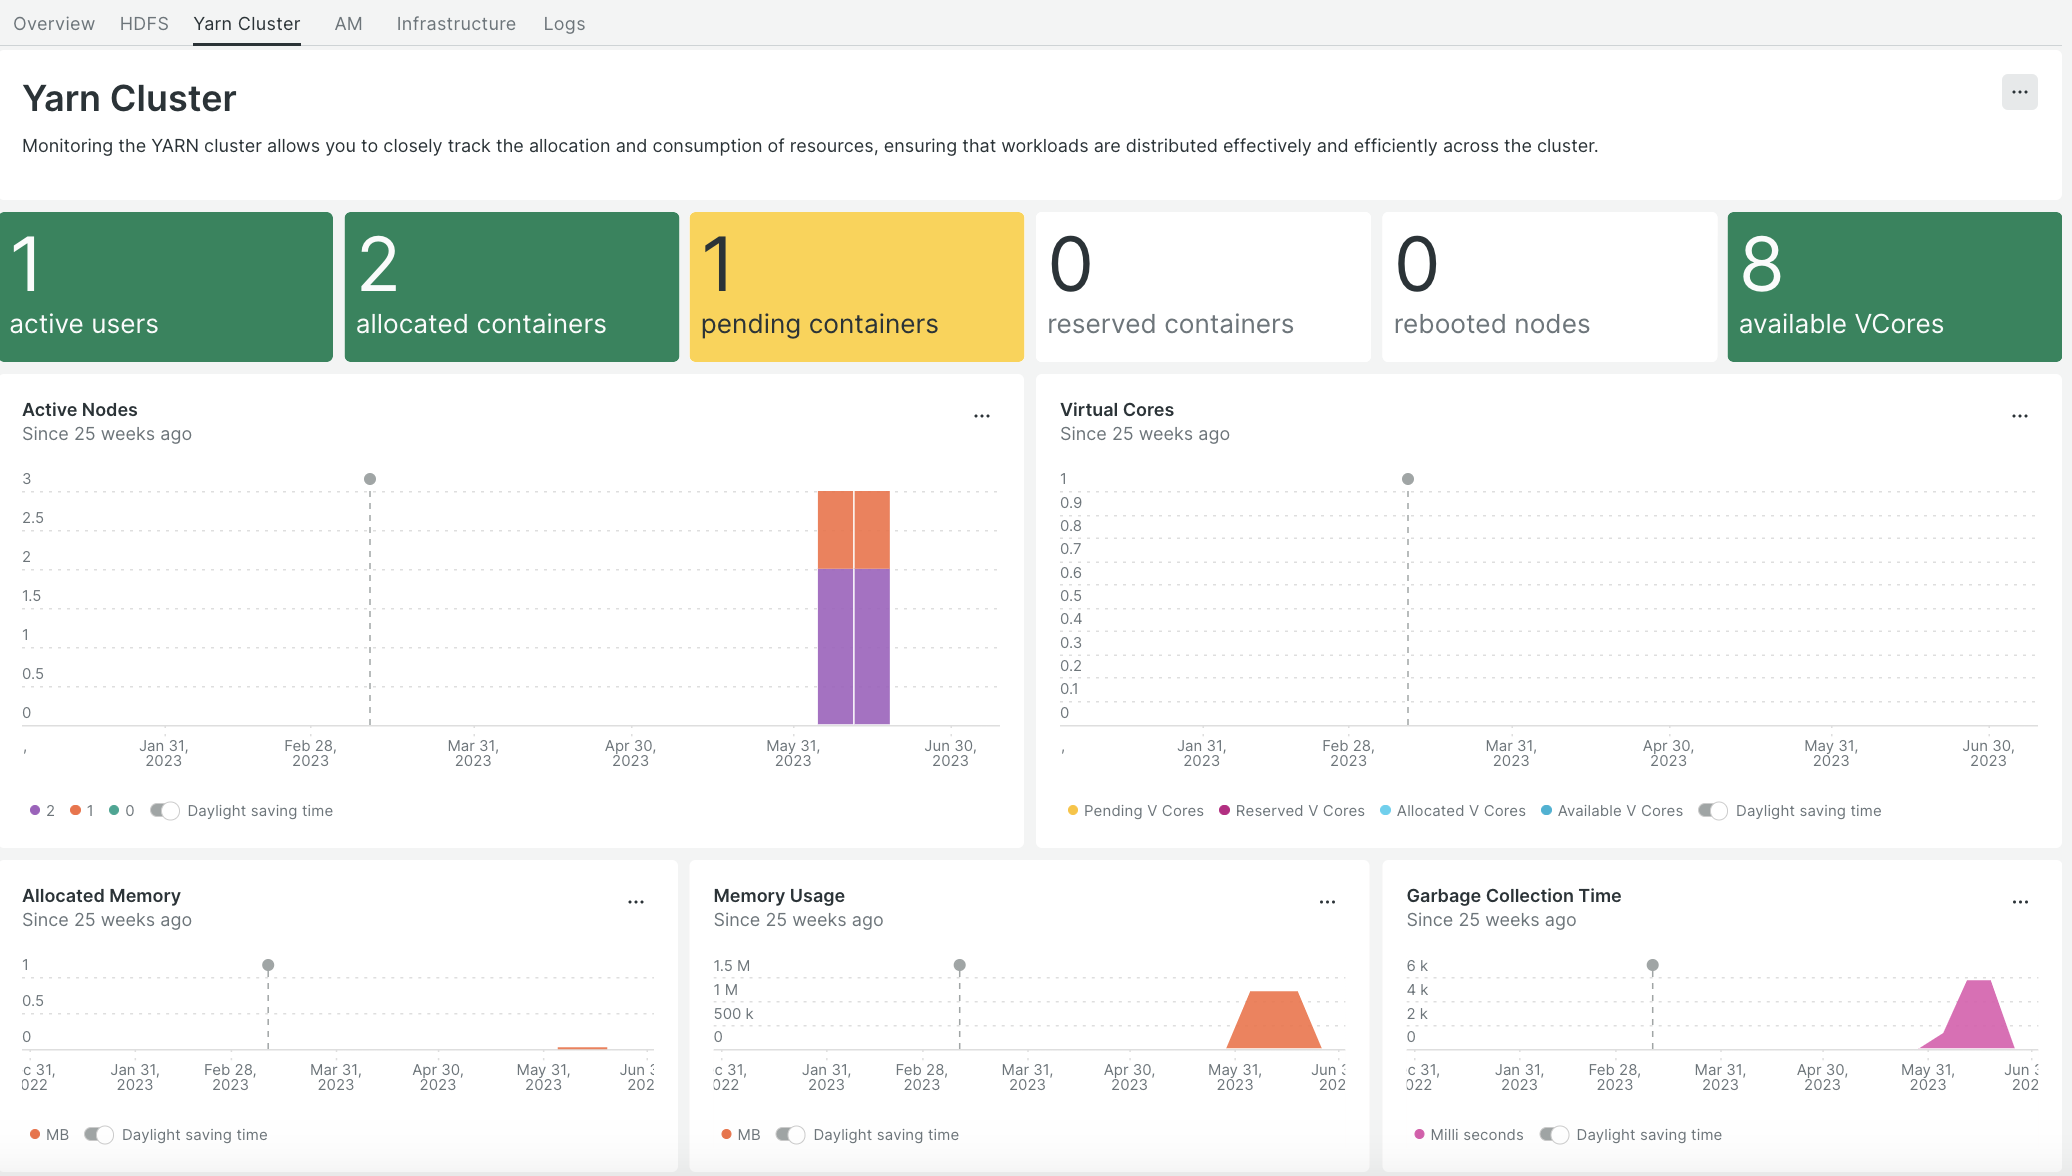 Overview HDFS Yarn Cluster AM Infrastructure Logs
Yarn Cluster
Monitoring the YARN cluster allows you to closely track the allocation and consumption of resources, ensuring that workloads are distributed effectively and efficiently across the cluster.
1
active users
2
allocated containers
1
pending containers
0
reserved containers
0
rebooted nodes
8
available VCores
Active Nodes
Since 25 weeks ago
3
2.5
2
1.5
1
0.5
0
,
Jan 31, 2023
Feb 28, 2023
Mar 31, 2023
Apr 30, 2023
May 31, 2023
Jun 30, 2023
2 1 0 Daylight saving time
Virtual Cores
Since 25 weeks ago
1
0.9
0.8
0.7
0.6
0.5
0.4
0.3
0.2
0.1
0
,
Jan 31, 2023
Feb 28, 2023
Mar 31, 2023
Apr 30, 2023
May 31, 2023
Jun 30, 2023
Pending V Cores Reserved V Cores Allocated V Cores Available V Cores Daylight saving time
Allocated Memory
Since 25 weeks ago
1
0.5
0
c 31, 022
Jan 31, 2023
Feb 28, 2023
Mar 31, 2023
Apr 30, 2023
May 31, 2023
Jun 3 202
MB Daylight saving time
Memory Usage
Since 25 weeks ago
1.5 M
1 M
500 k
0
c 31, 022
Jan 31, 2023
Feb 28, 2023
Mar 31, 2023
Apr 30, 2023
May 31, 2023
Jun 3 202
MB Daylight saving time
Garbage Collection Time
Since 25 weeks ago
6 k
4 k
2 k
0
c 31, 022
Jan 31, 2023
Feb 28, 2023
Mar 31, 2023
Apr 30, 2023
May 31, 2023
Jun 3 202
Milli seconds Daylight saving time